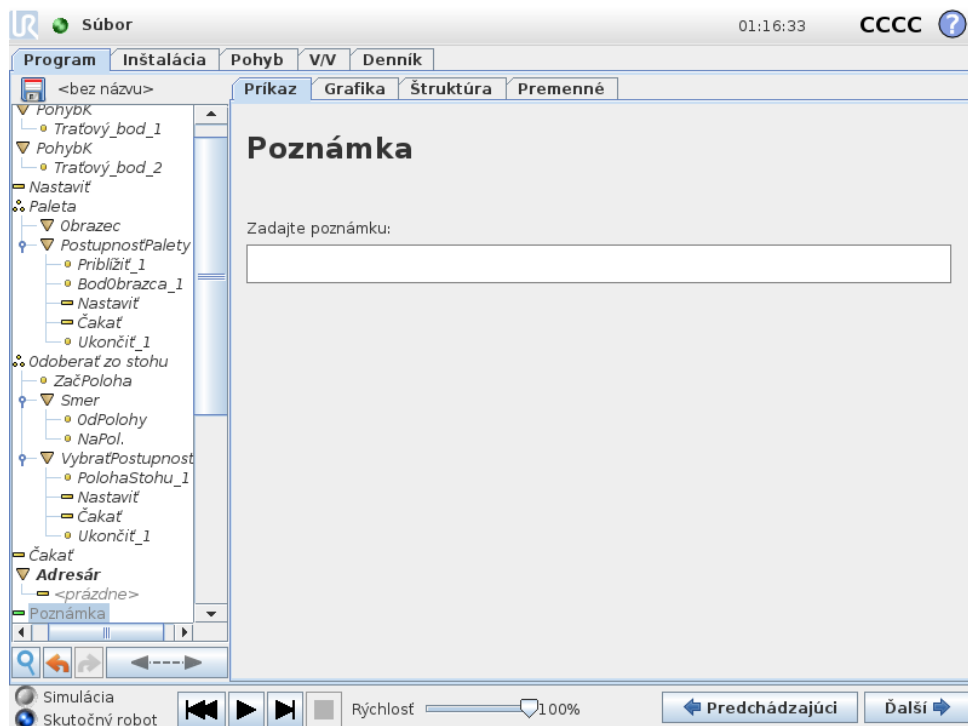 UR Súbor 01:16:33 CCCC ?
Program Inštalácia Pohyb V/V Denník
<bez názvu> Príkaz Grafika Štruktúra Premenné
PohybK
Traťový_bod_1
PohybK
Traťový_bod_2
Nastaviť
Paleta
Obrazec
PostupnosťPalety
Priblížiť_1
BodObrazca_1
Nastaviť
Čakať
Ukončiť_1
Odoberať zo stohu
ZačPoloha
Smer
OdPolohy
NaPol.
VybraťPostupnosť
PolohaStohu_1
Nastaviť
Čakať
Ukončiť_1
Čakať
Adresár
<prázdne>
Poznámka
Poznámka
Zadajte poznámku:
Simulácia
Skutočný robot
Rýchlosť 100%
Predchádzajúci Ďalší